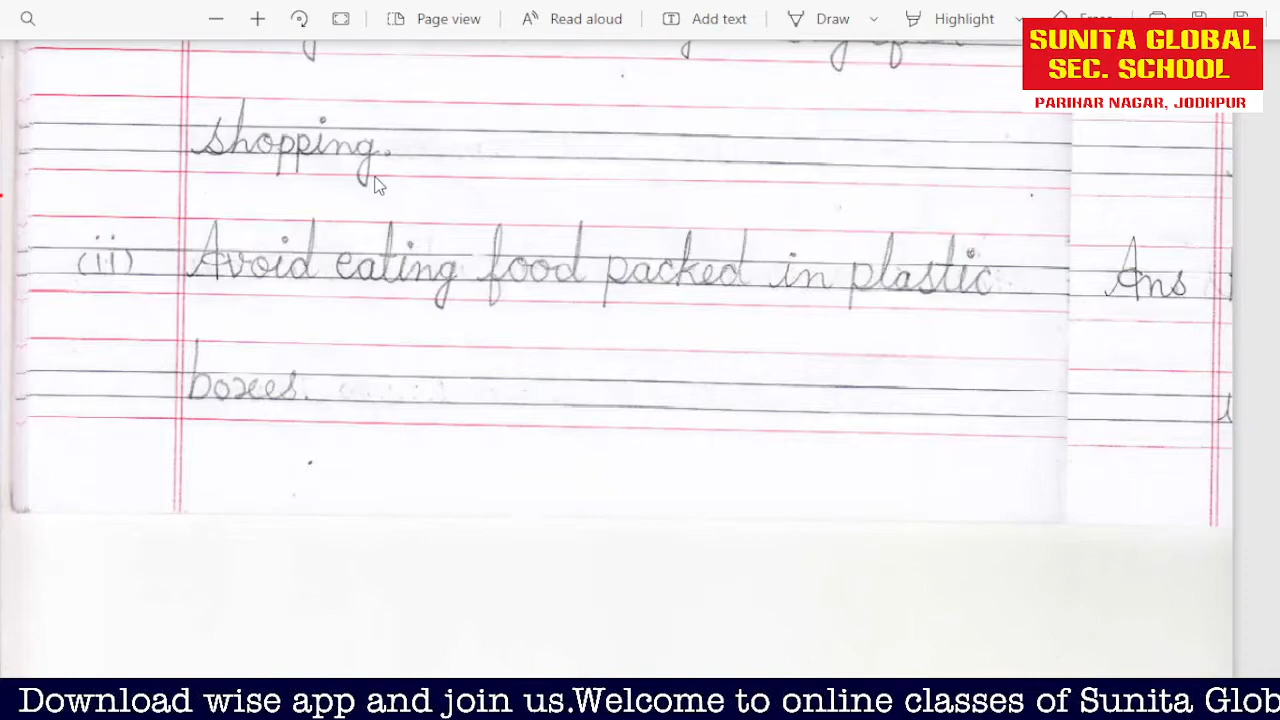 Page view
Read aloud
Add text
Draw
Highlight
SUNITA GLOBAL
SEC. SCHOOL
PARIHAR NAGAR, JODHPUR
shopping.
(ii) Avoid eating food packed in plastic
Ans
boxes.
Download wise app and join us.Welcome to online classes of Sunita Glob